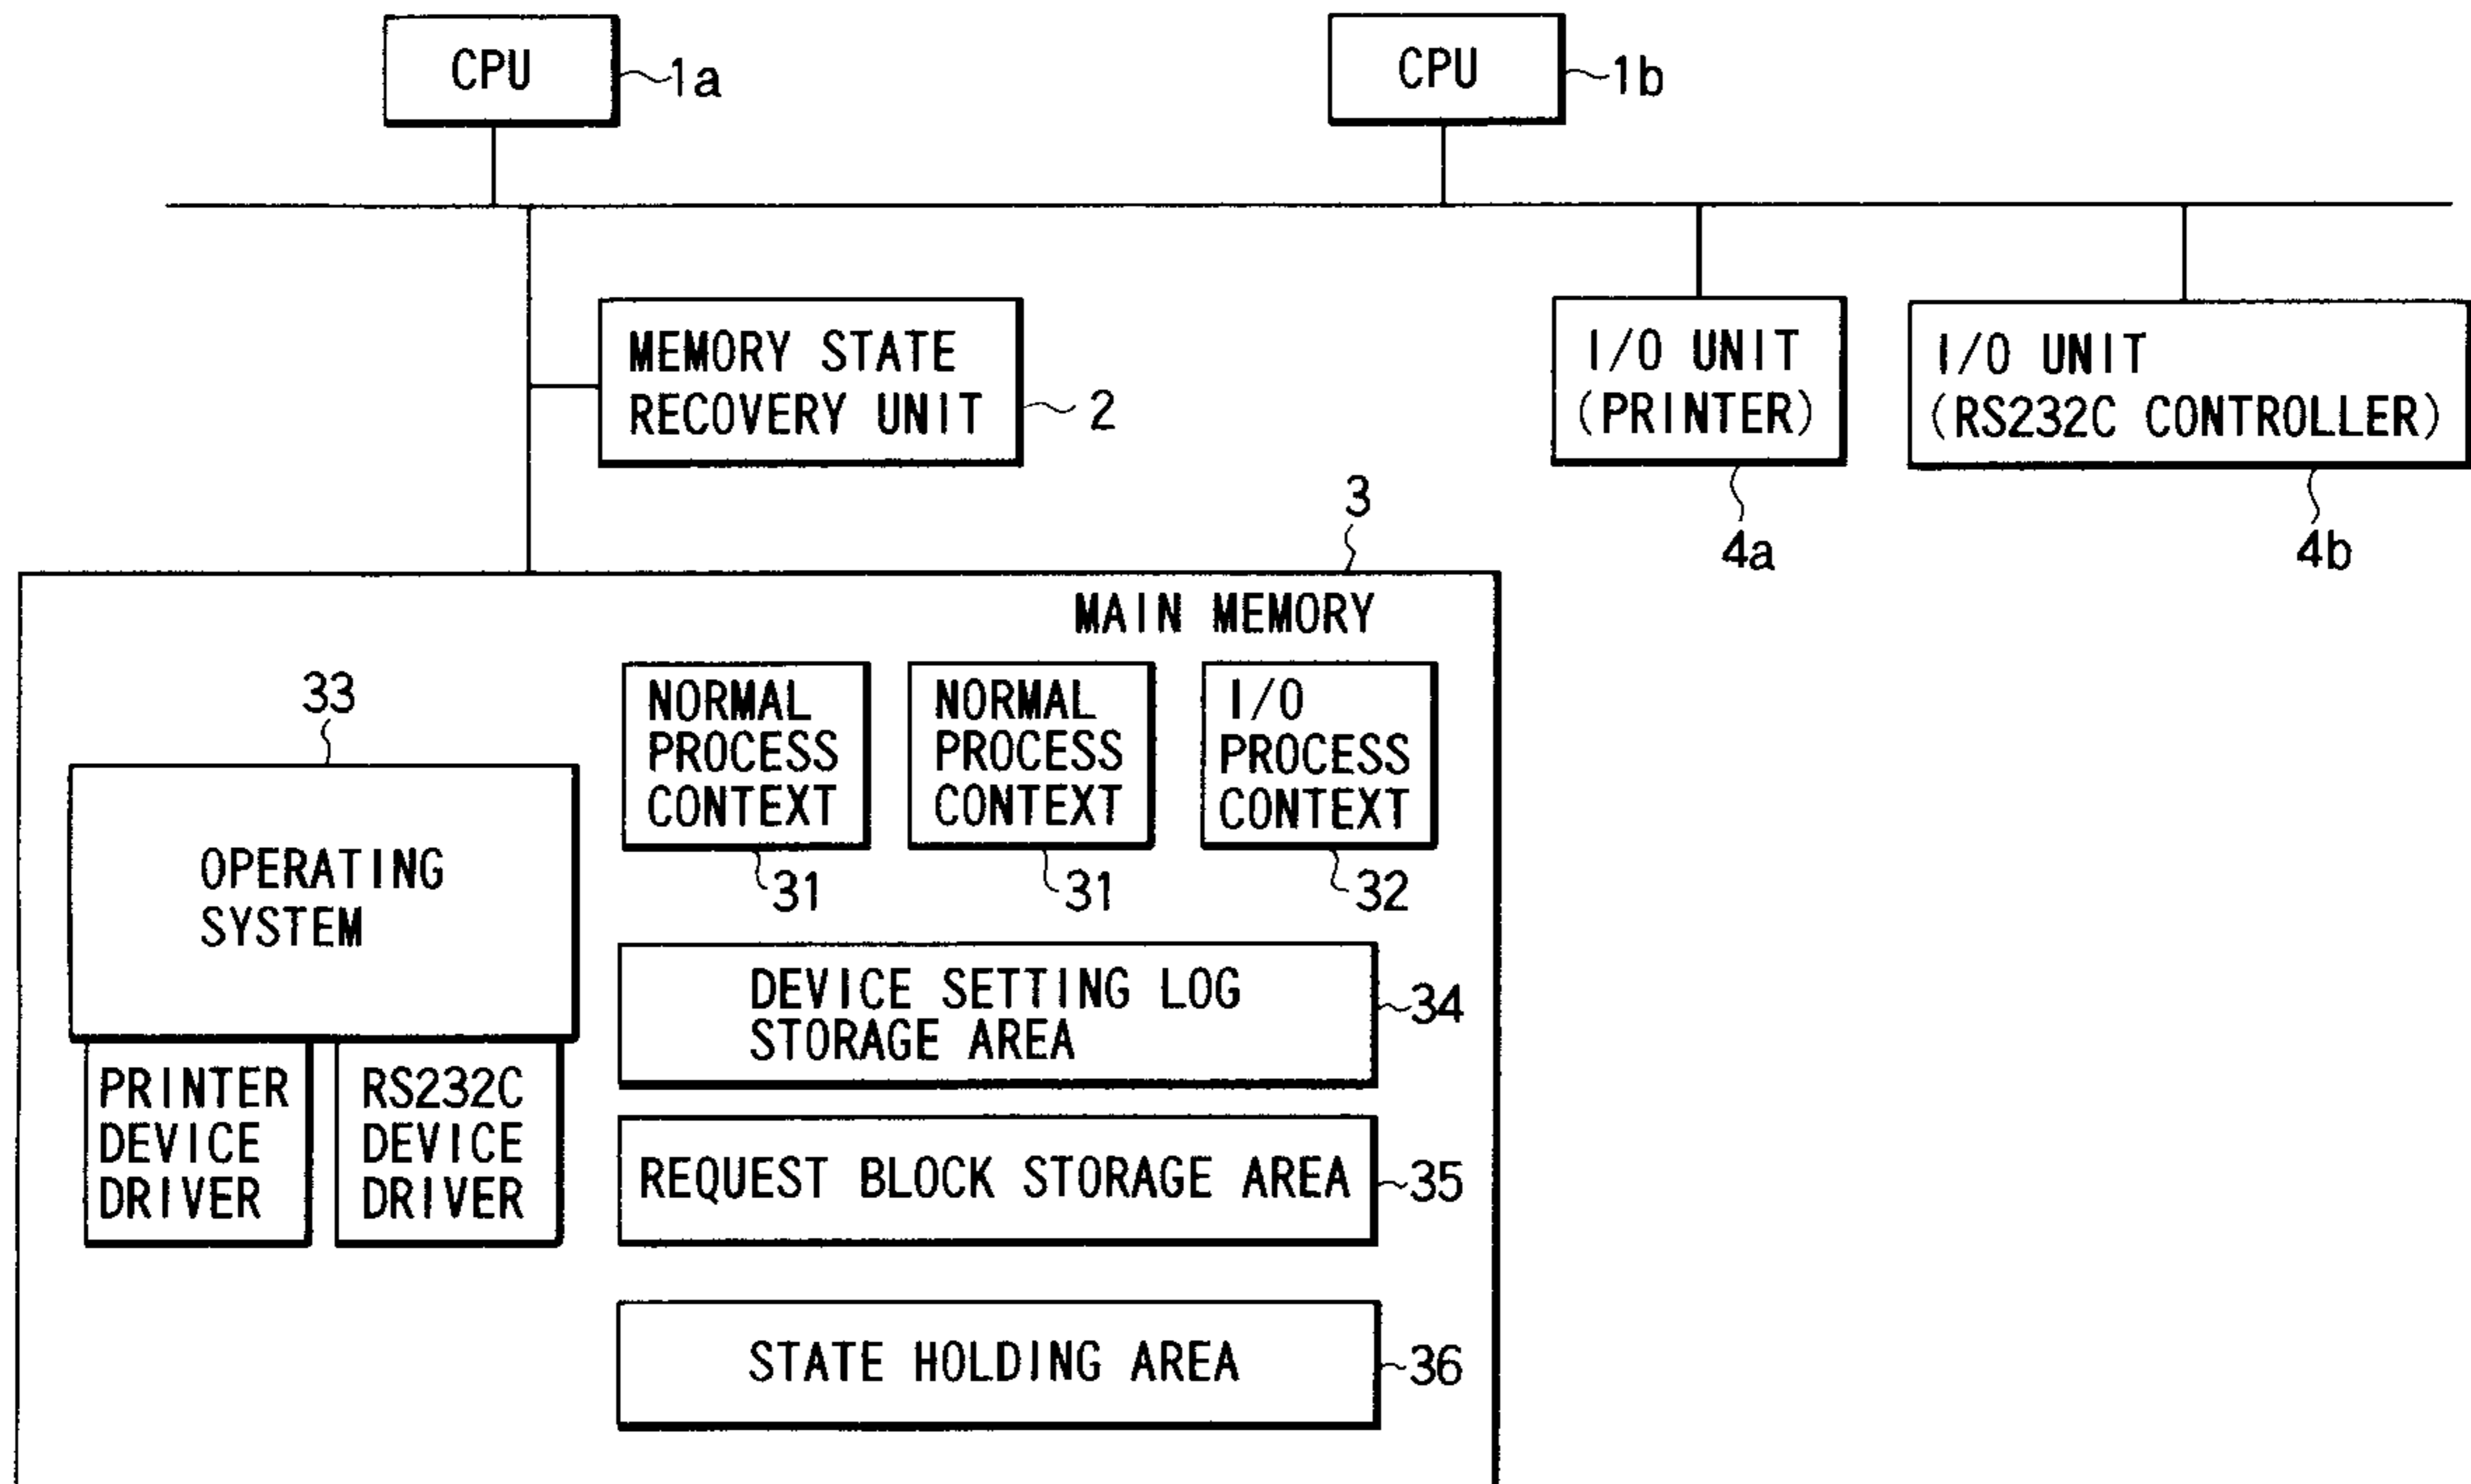 CPU
1a
CPU
1b
MEMORY STATE
RECOVERY UNIT
2
I/O UNIT
(PRINTER)
4a
I/O UNIT
(RS232C CONTROLLER)
4b
3
MAIN MEMORY
33
OPERATING
SYSTEM
PRINTER
DEVICE
DRIVER
RS232C
DEVICE
DRIVER
NORMAL
PROCESS
CONTEXT
31
NORMAL
PROCESS
CONTEXT
31
I/O
PROCESS
CONTEXT
32
DEVICE SETTING LOG
STORAGE AREA
34
REQUEST BLOCK STORAGE AREA
35
STATE HOLDING AREA
36